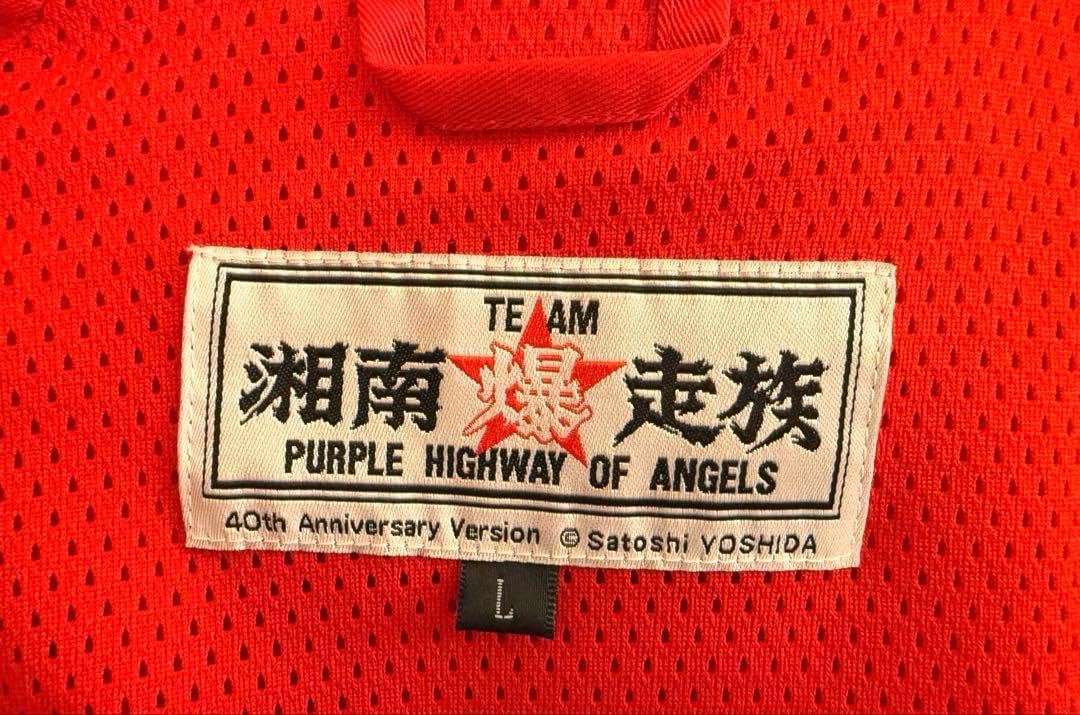 TEAM
湘南爆走族
PURPLE HIGHWAY OF ANGELS
40th Anniversary Version © Satoshi YOSHIDA
L